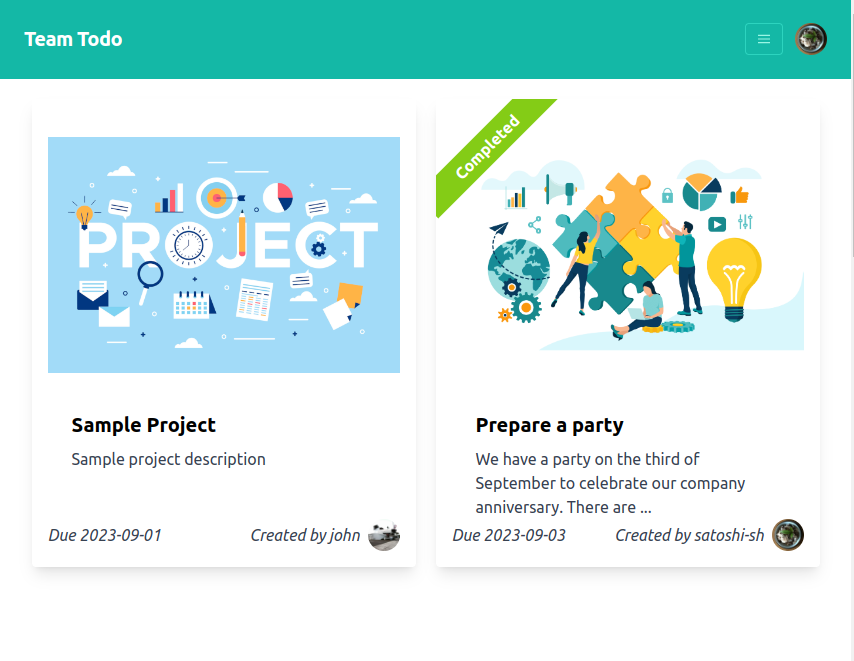 Team Todo
PROJECT
Sample Project
Sample project description
Due 2023-09-01
Created by john
Completed
Prepare a party
We have a party on the third of
September to celebrate our company
anniversary. There are ...
Due 2023-09-03
Created by satoshi-sh